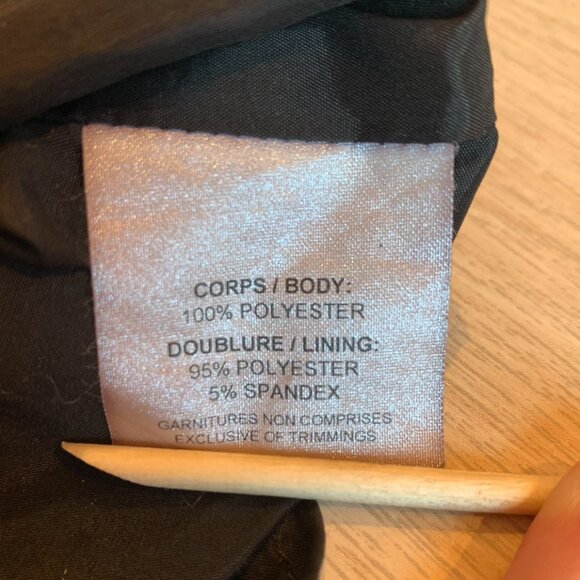 CORPS / BODY:
100% POLYESTER
DOUBLURE / LINING:
95% POLYESTER
5% SPANDEX
GARNITURES NON COMPRISES
EXCLUSIVE OF TRIMMINGS